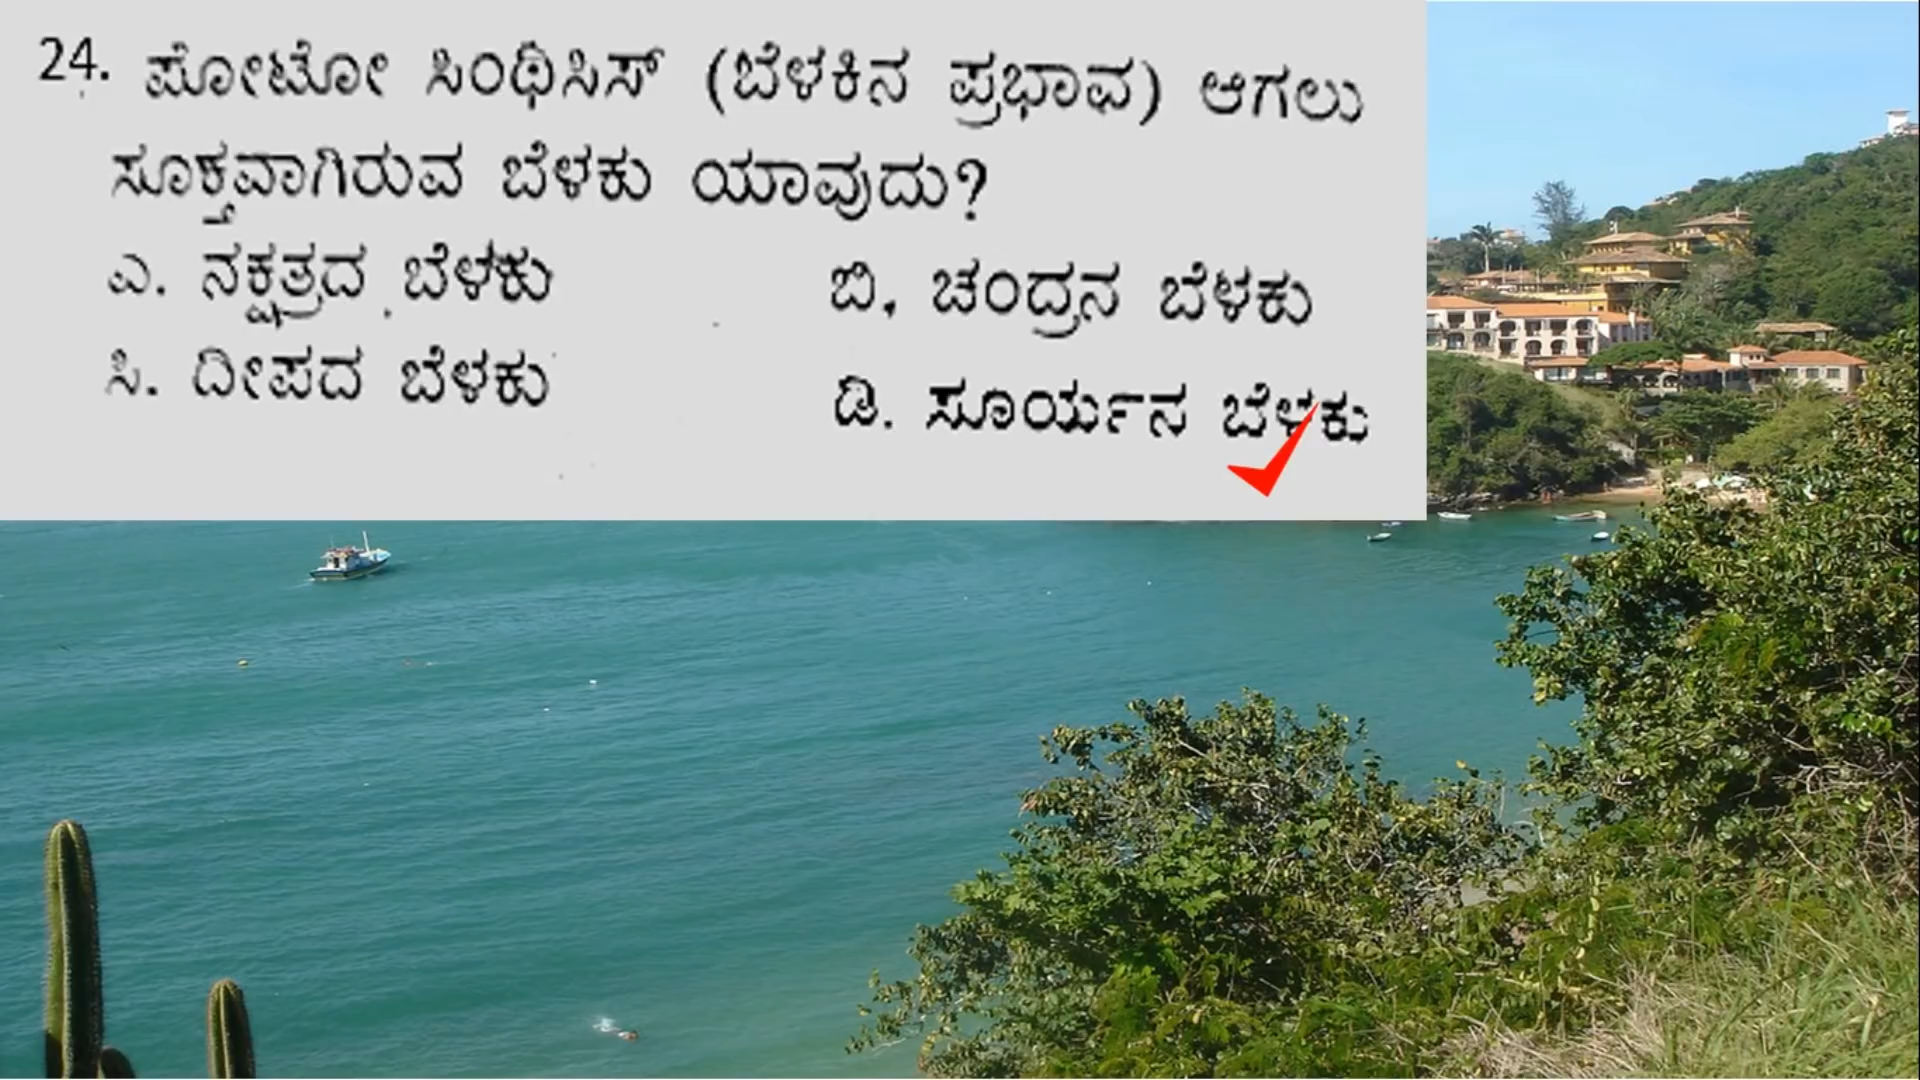 24. ಪೋಟೋ ಸಿಂಥಿಸಿಸ್ (ಬೆಳಕಿನ ಪ್ರಭಾವ) ಆಗಲು
ಸೂಕ್ತವಾಗಿರುವ ಬೆಳಕು ಯಾವುದು?
ಎ. ನಕ್ಷತ್ರದ ಬೆಳಕು ಬಿ. ಚಂದ್ರನ ಬೆಳಕು
ಸಿ. ದೀಪದ ಬೆಳಕು ಡಿ. ಸೂರ್ಯನ ಬೆಳಕು